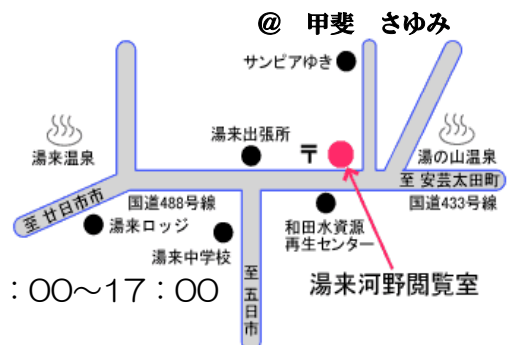 @ 甲斐 さゆみ
サンピアゆき
湯来出張所
〒
湯来温泉
湯の山温泉
至 安芸太田町
至 廿日市市
国道488号線
国道433号線
湯来ロッジ
和田水資源
再生センター
湯来中学校
至 五日市
湯来河野閲覧室
：00～17：00